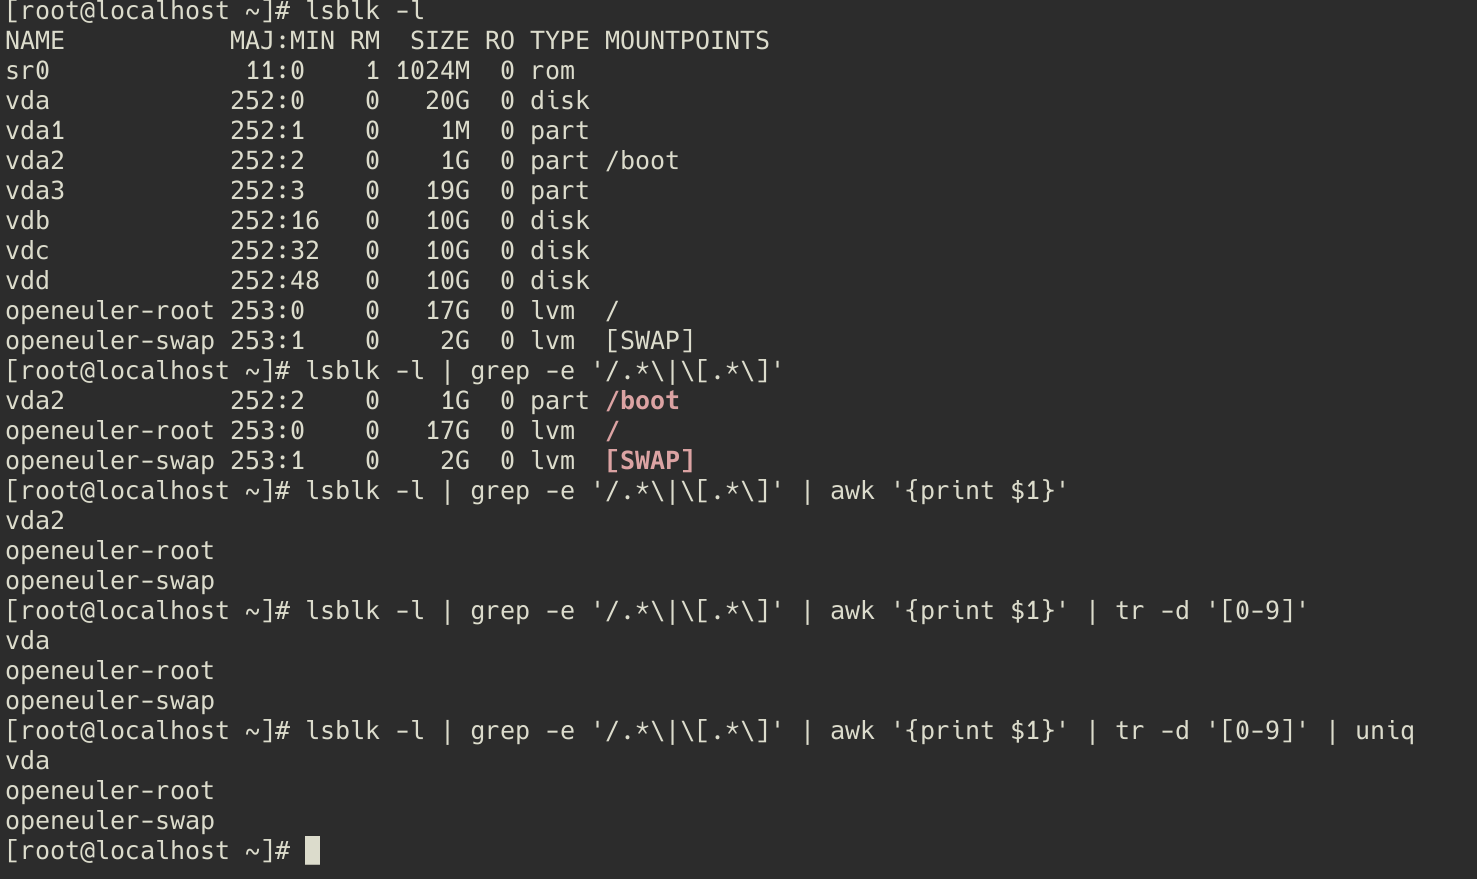 [root@localhost ~]# lsblk -l
NAME           MAJ:MIN RM  SIZE RO TYPE MOUNTPOINTS
sr0             11:0    1 1024M  0 rom
vda            252:0    0   20G  0 disk
vda1           252:1    0    1M  0 part
vda2           252:2    0    1G  0 part /boot
vda3           252:3    0   19G  0 part
vdb            252:16   0   10G  0 disk
vdc            252:32   0   10G  0 disk
vdd            252:48   0   10G  0 disk
openeuler-root 253:0    0   17G  0 lvm  /
openeuler-swap 253:1    0    2G  0 lvm  [SWAP]
[root@localhost ~]# lsblk -l | grep -e '/.*\|\[.*\]'
vda2           252:2    0    1G  0 part /boot
openeuler-root 253:0    0   17G  0 lvm  /
openeuler-swap 253:1    0    2G  0 lvm  [SWAP]
[root@localhost ~]# lsblk -l | grep -e '/.*\|\[.*\]' | awk '{print $1}'
vda2
openeuler-root
openeuler-swap
[root@localhost ~]# lsblk -l | grep -e '/.*\|\[.*\]' | awk '{print $1}' | tr -d '[0-9]'
vda
openeuler-root
openeuler-swap
[root@localhost ~]# lsblk -l | grep -e '/.*\|\[.*\]' | awk '{print $1}' | tr -d '[0-9]' | uniq
vda
openeuler-root
openeuler-swap
[root@localhost ~]#